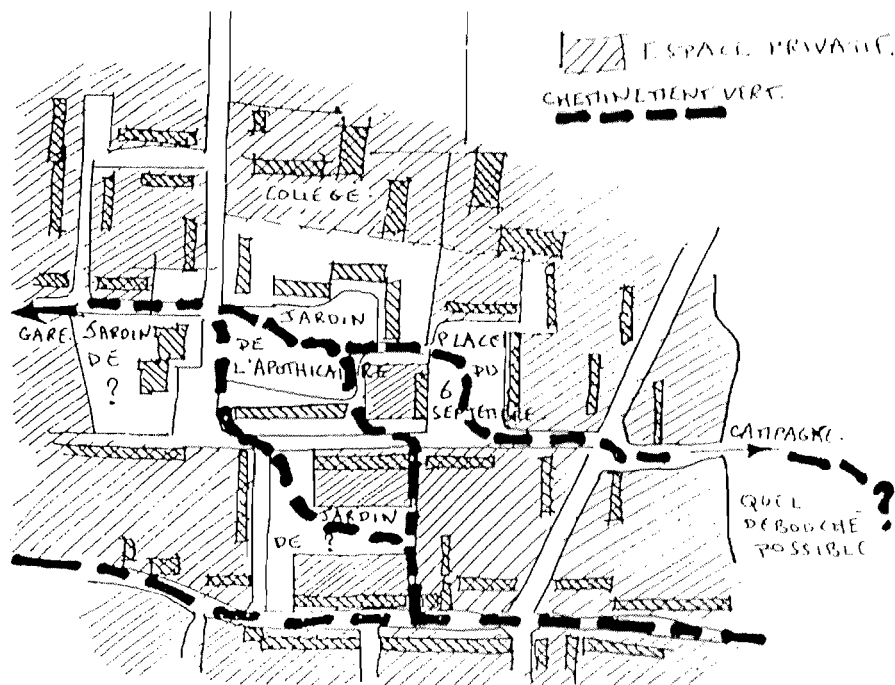 ESPACE PRIVATIF.
CHEMINEMENT VERT.
COLLÈGE.
GARE.
JARDIN
DE
?
JARDIN
DE
L'APOTHICAIRE
PLACE
DU
6
SEPTEMBRE.
CAMPAGNE.
?
QUEL
DÉBOUCHÉ
POSSIBLE
JARDIN
DE ?